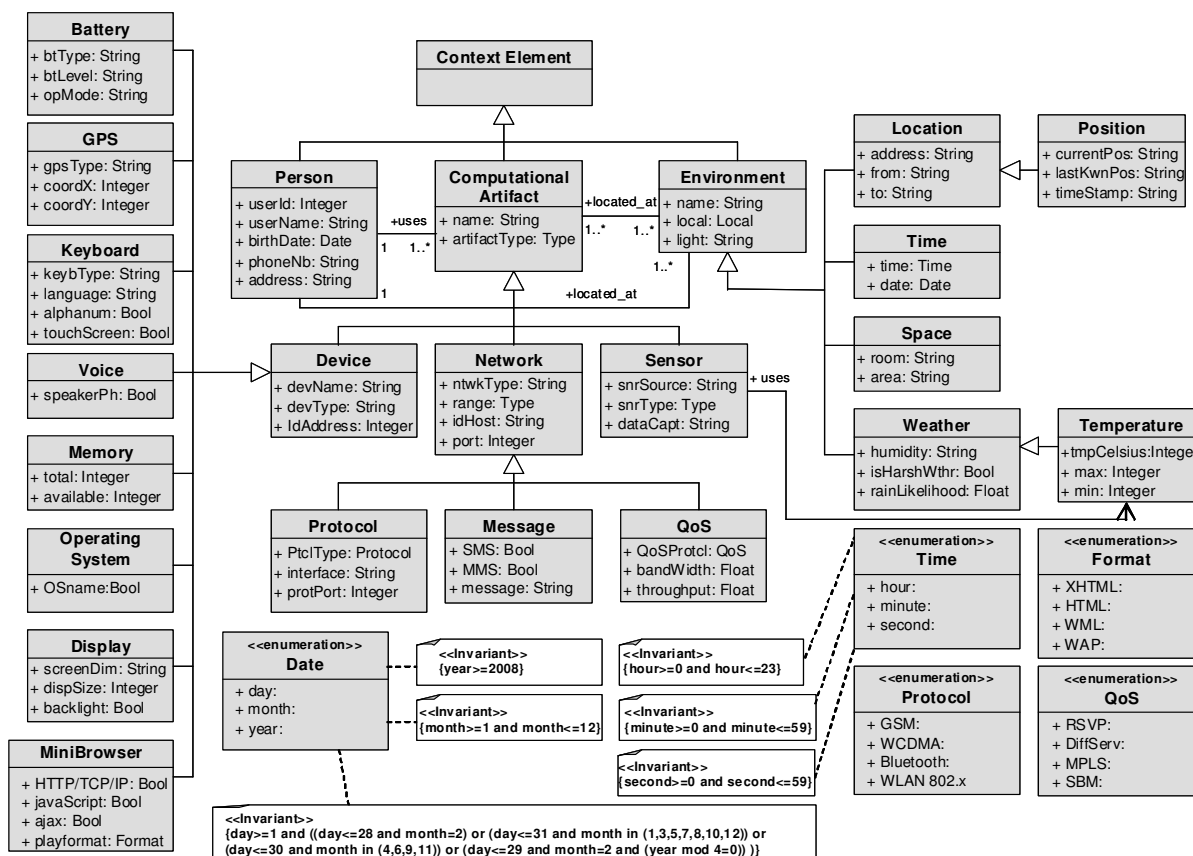 Battery
+ btType: String
+ btLevel: String
+ opMode: String
GPS
+ gpsType: String
+ coordX: Integer
+ coordY: Integer
Keyboard
+ keybType: String
+ language: String
+ alphanum: Bool
+ touchScreen: Bool
Voice
+ speakerPh: Bool
Memory
+ total: Integer
+ available: Integer
Operating
System
+ OSname:Bool
Display
+ screenDim: String
+ dispSize: Integer
+ backlight: Bool
MiniBrowser
+ HTTP/TCP/IP: Bool
+ javaScript: Bool
+ ajax: Bool
+ playformat: Format
Context Element
Person
+ userId: Integer
+ userName: String
+ birthDate: Date
+ phoneNb: String
+ address: String
+uses
1
1..*
Computational
Artifact
+ name: String
+ artifactType: Type
+located_at
1..*
1..*
Environment
+ name: String
+ local: Local
+ light: String
1
+located_at
1..*
Location
+ address: String
+ from: String
+ to: String
Position
+ currentPos: String
+ lastKwnPos: String
+ timeStamp: String
Time
+ time: Time
+ date: Date
Space
+ room: String
+ area: String
Weather
+ humidity: String
+ isHarshWthr: Bool
+ rainLikelihood: Float
Temperature
+tmpCelsius:Intege
+ max: Integer
+ min: Integer
Device
+ devName: String
+ devType: String
+ IdAddress: Integer
Network
+ ntwkType: String
+ range: Type
+ idHost: String
+ port: Integer
Sensor
+ snrSource: String
+ snrType: Type
+ dataCapt: String
+ uses
Protocol
+ PtclType: Protocol
+ interface: String
+ protPort: Integer
Message
+ SMS: Bool
+ MMS: Bool
+ message: String
QoS
+ QoSProtcl: QoS
+ bandWidth: Float
+ throughput: Float
<<enumeration>>
Time
+ hour:
+ minute:
+ second:
<<enumeration>>
Format
+ XHTML:
+ HTML:
+ WML:
+ WAP:
<<enumeration>>
Date
+ day:
+ month:
+ year:
<<Invariant>>
{year>=2008}
<<Invariant>>
{month>=1 and month<=12}
<<Invariant>>
{hour>=0 and hour<=23}
<<Invariant>>
{minute>=0 and minute<=59}
<<Invariant>>
{second>=0 and second<=59}
<<enumeration>>
Protocol
+ GSM:
+ WCDMA:
+ Bluetooth:
+ WLAN 802.x
<<enumeration>>
QoS
+ RSVP:
+ DiffServ:
+ MPLS:
+ SBM:
<<Invariant>>
{day>=1 and ((day<=28 and month=2) or (day<=31 and month in (1,3,5,7,8,10,12)) or
(day<=30 and month in (4,6,9,11)) or (day<=29 and month=2 and (year mod 4=0)) )}